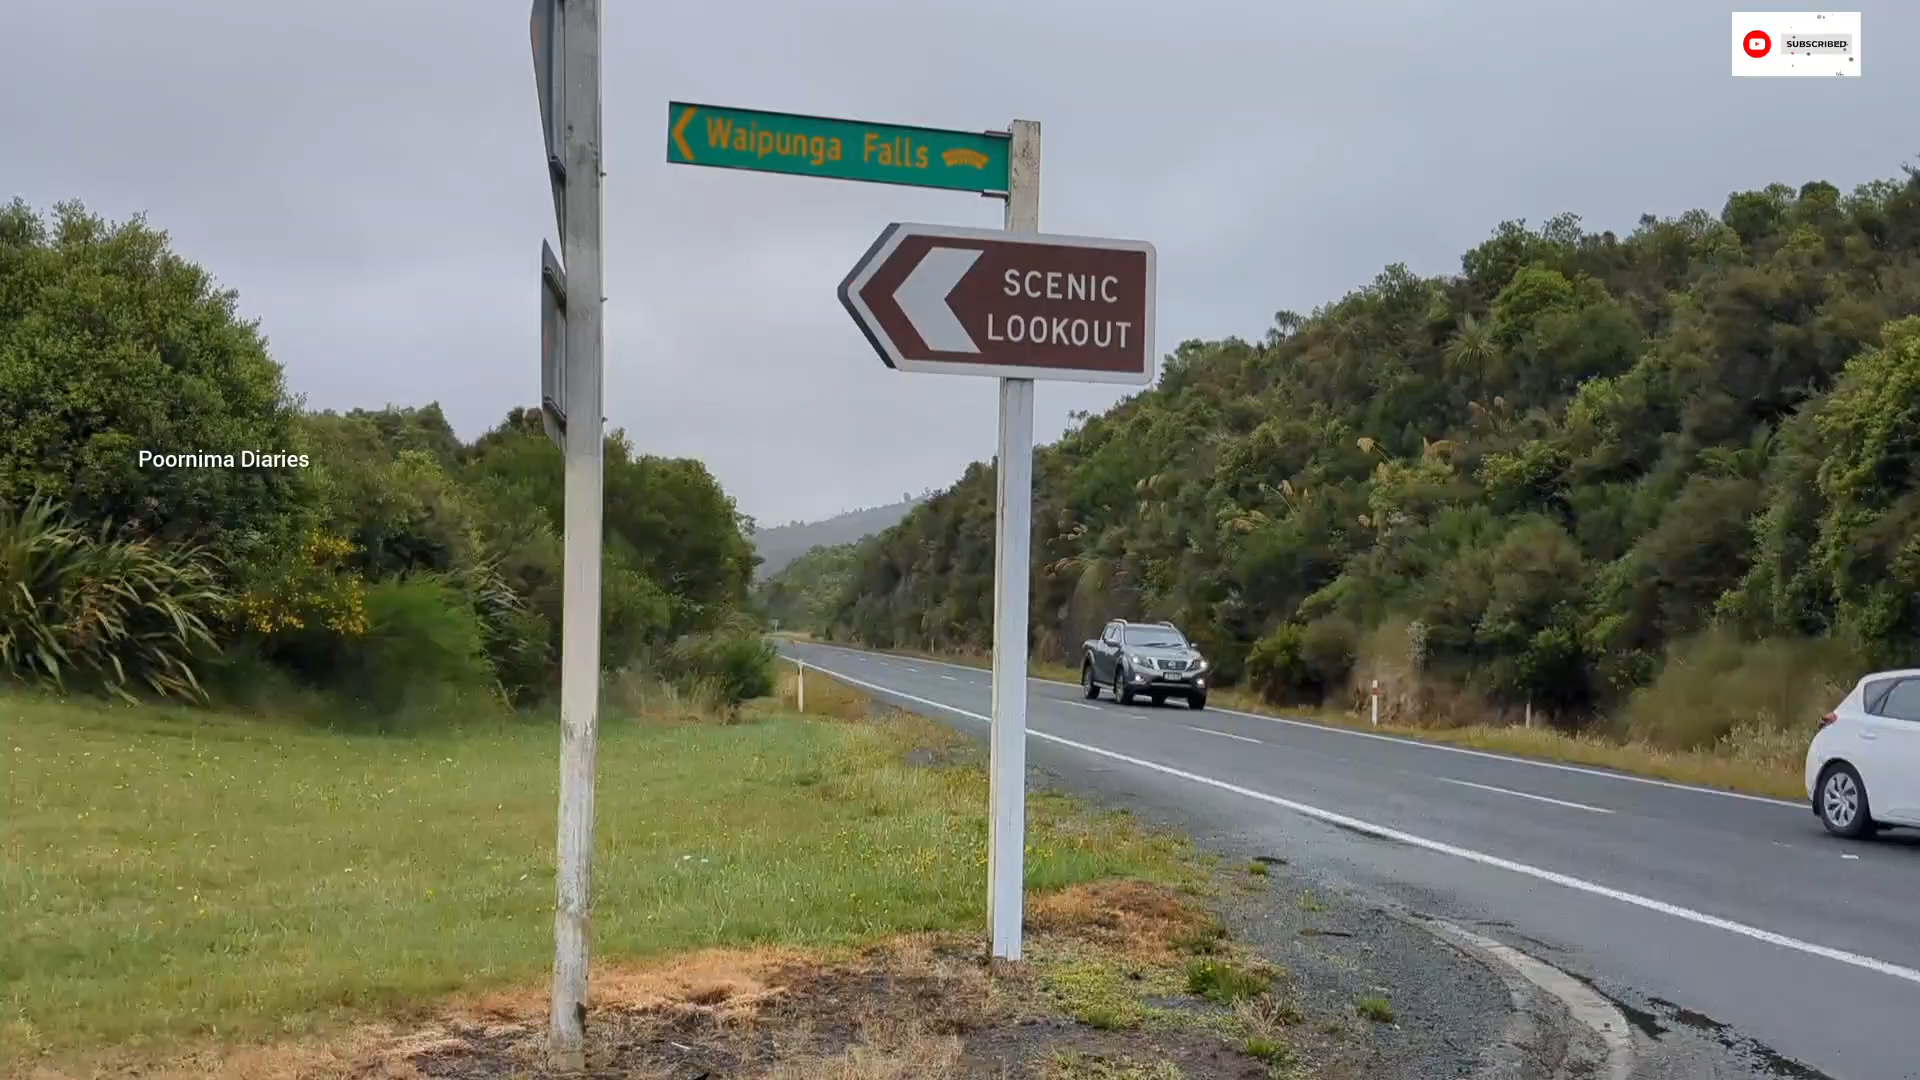 SUBSCRIBED
Waipunga Falls
SCENIC
LOOKOUT
Poornima Diaries